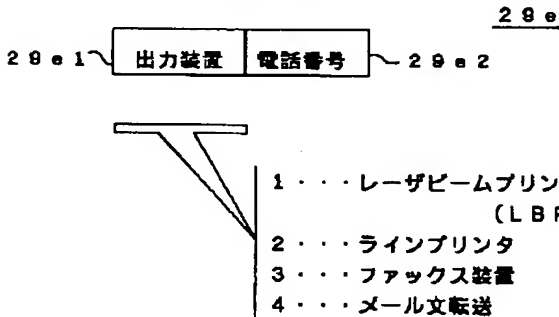 29e
29e1 出力装置 電話番号 29e2
1・・・レーザビームプリン
(LBP
2・・・ラインプリンタ
3・・・ファックス装置
4・・・メール文転送